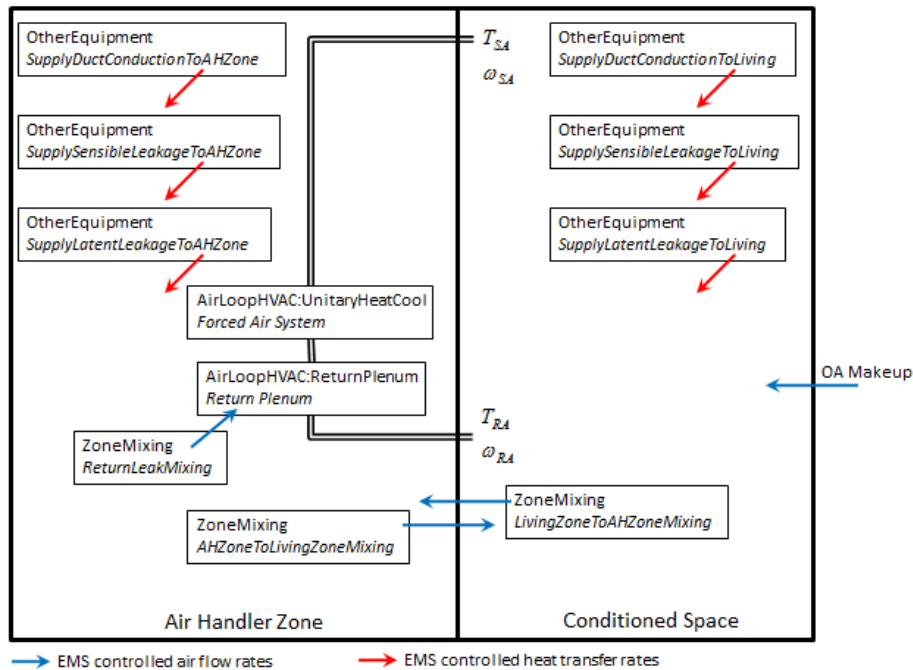 OtherEquipment
SupplyDuctConductionToAHZone
OtherEquipment
SupplySensibleLeakageToAHZone
OtherEquipment
SupplyLatentLeakageToAHZone
AirLoopHVAC:UnitaryHeatCool
Forced Air System
AirLoopHVAC:ReturnPlenum
Return Plenum
ZoneMixing
ReturnLeakMixing
ZoneMixing
AHZoneToLivingZoneMixing
Air Handler Zone
T_SA
ω_SA
OtherEquipment
SupplyDuctConductionToLiving
OtherEquipment
SupplySensibleLeakageToLiving
OtherEquipment
SupplyLatentLeakageToLiving
OA Makeup
T_RA
ω_RA
ZoneMixing
LivingZoneToAHZoneMixing
Conditioned Space
EMS controlled air flow rates
EMS controlled heat transfer rates